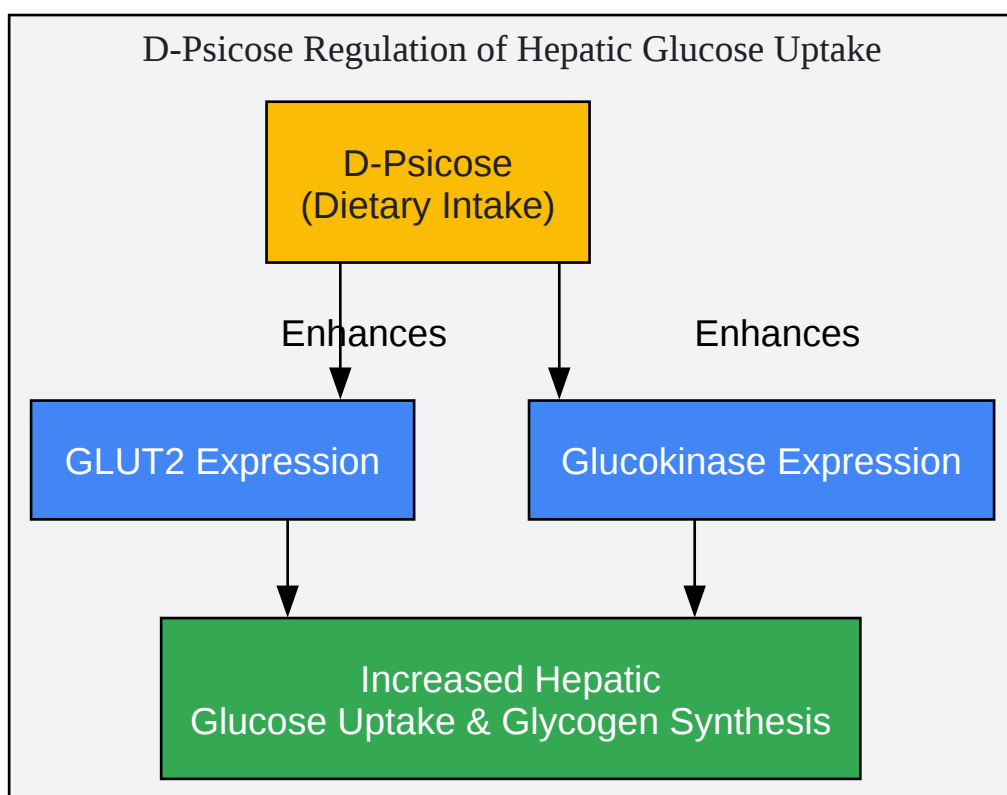 D-Psicose Regulation of Hepatic Glucose Uptake
D-Psicose
(Dietary Intake)
Enhances
Enhances
GLUT2 Expression
Glucokinase Expression
Increased Hepatic
Glucose Uptake & Glycogen Synthesis